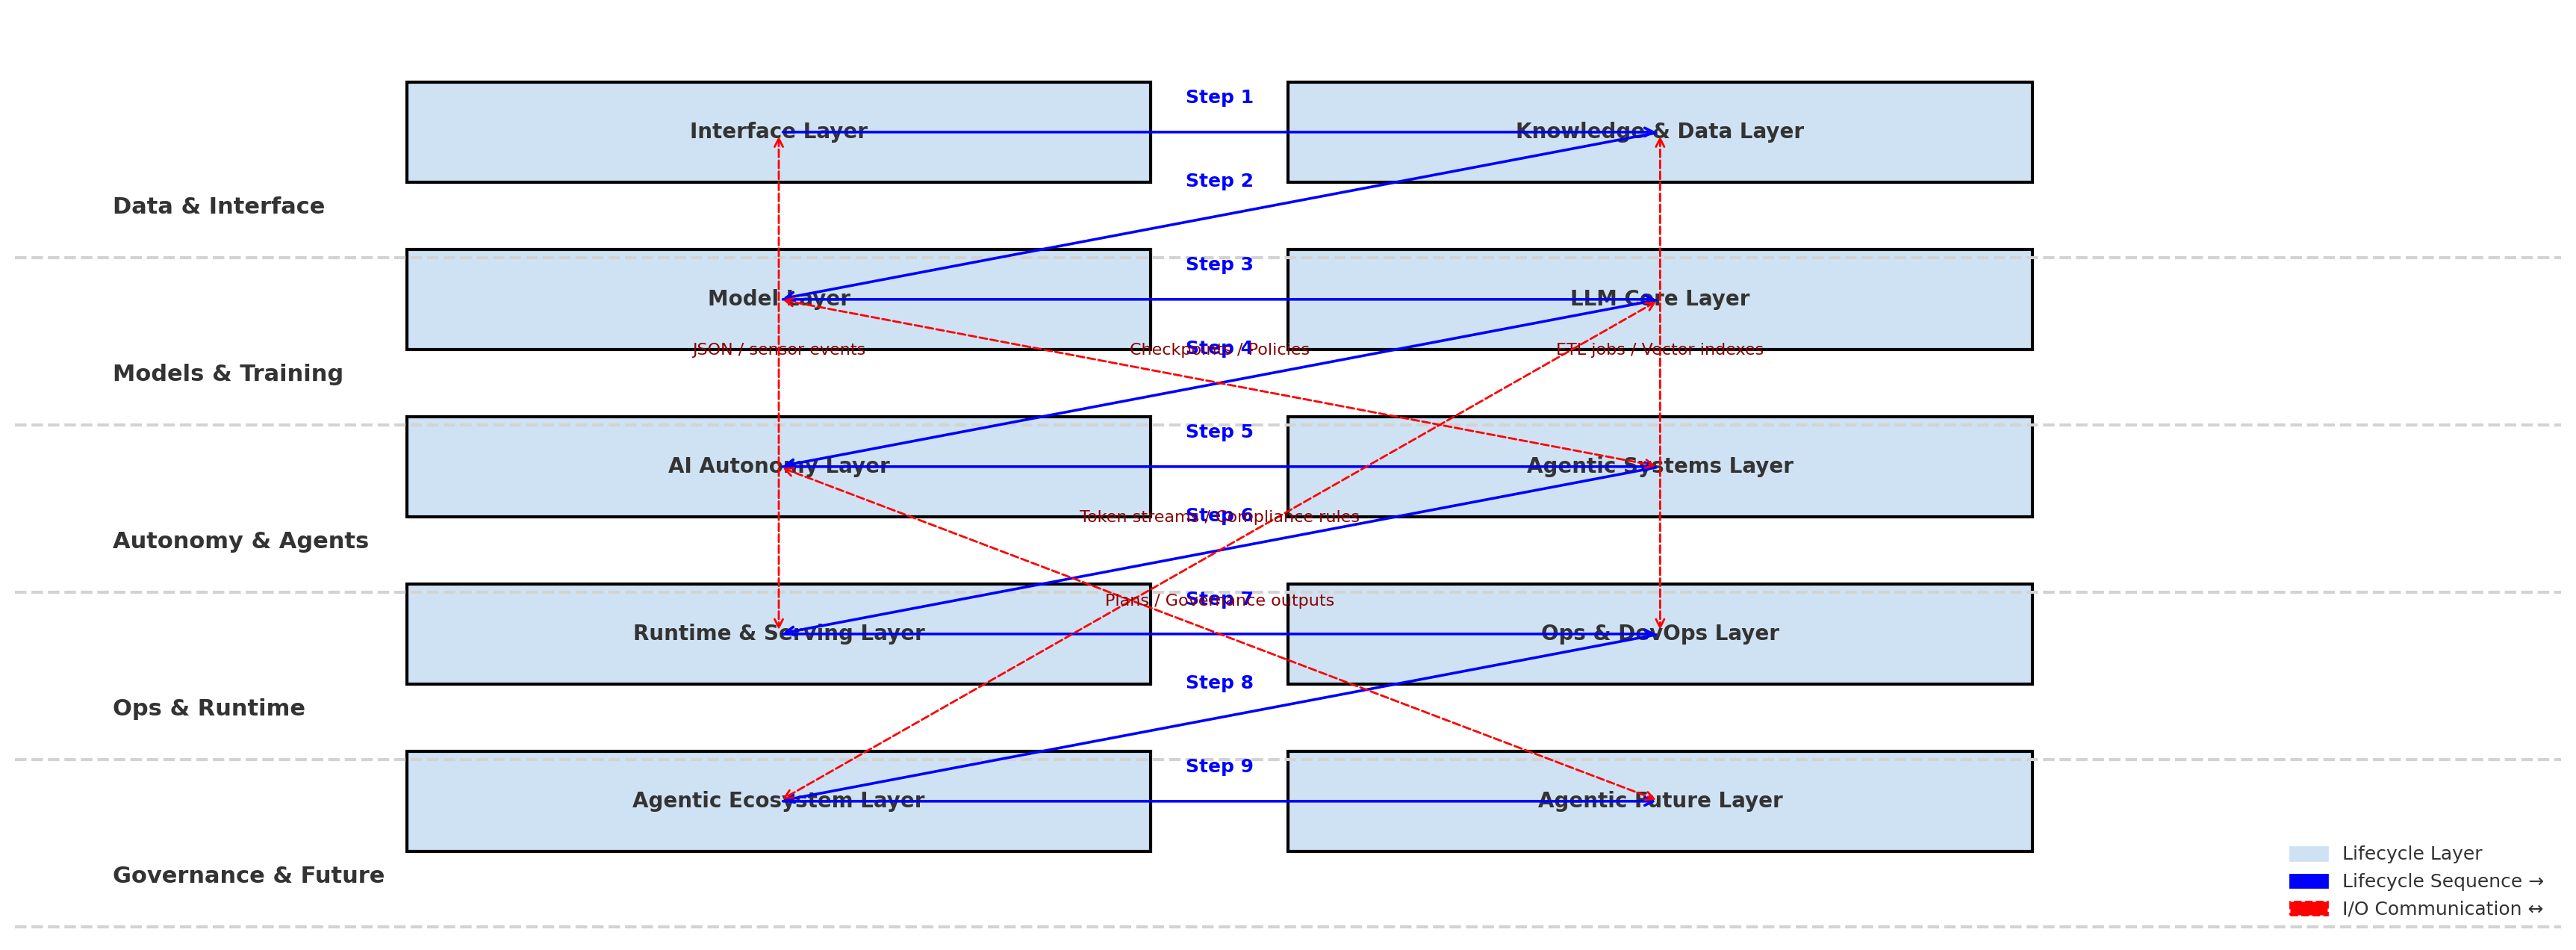 Step 1
Interface Layer
Knowledge & Data Layer
Step 2
Data & Interface
Step 3
Model Layer
LLM Core Layer
JSON / sensor events
Checkpoints / Policies
Step 4
ETL jobs / Vector indexes
Models & Training
Step 5
AI Autonomy Layer
Agentic Systems Layer
Token streams / Compliance rules
Step 6
Autonomy & Agents
Plans / Governance outputs
Step 7
Runtime & Serving Layer
Ops & DevOps Layer
Step 8
Ops & Runtime
Step 9
Agentic Ecosystem Layer
Agentic Future Layer
Governance & Future
Lifecycle Layer
Lifecycle Sequence →
I/O Communication ↔